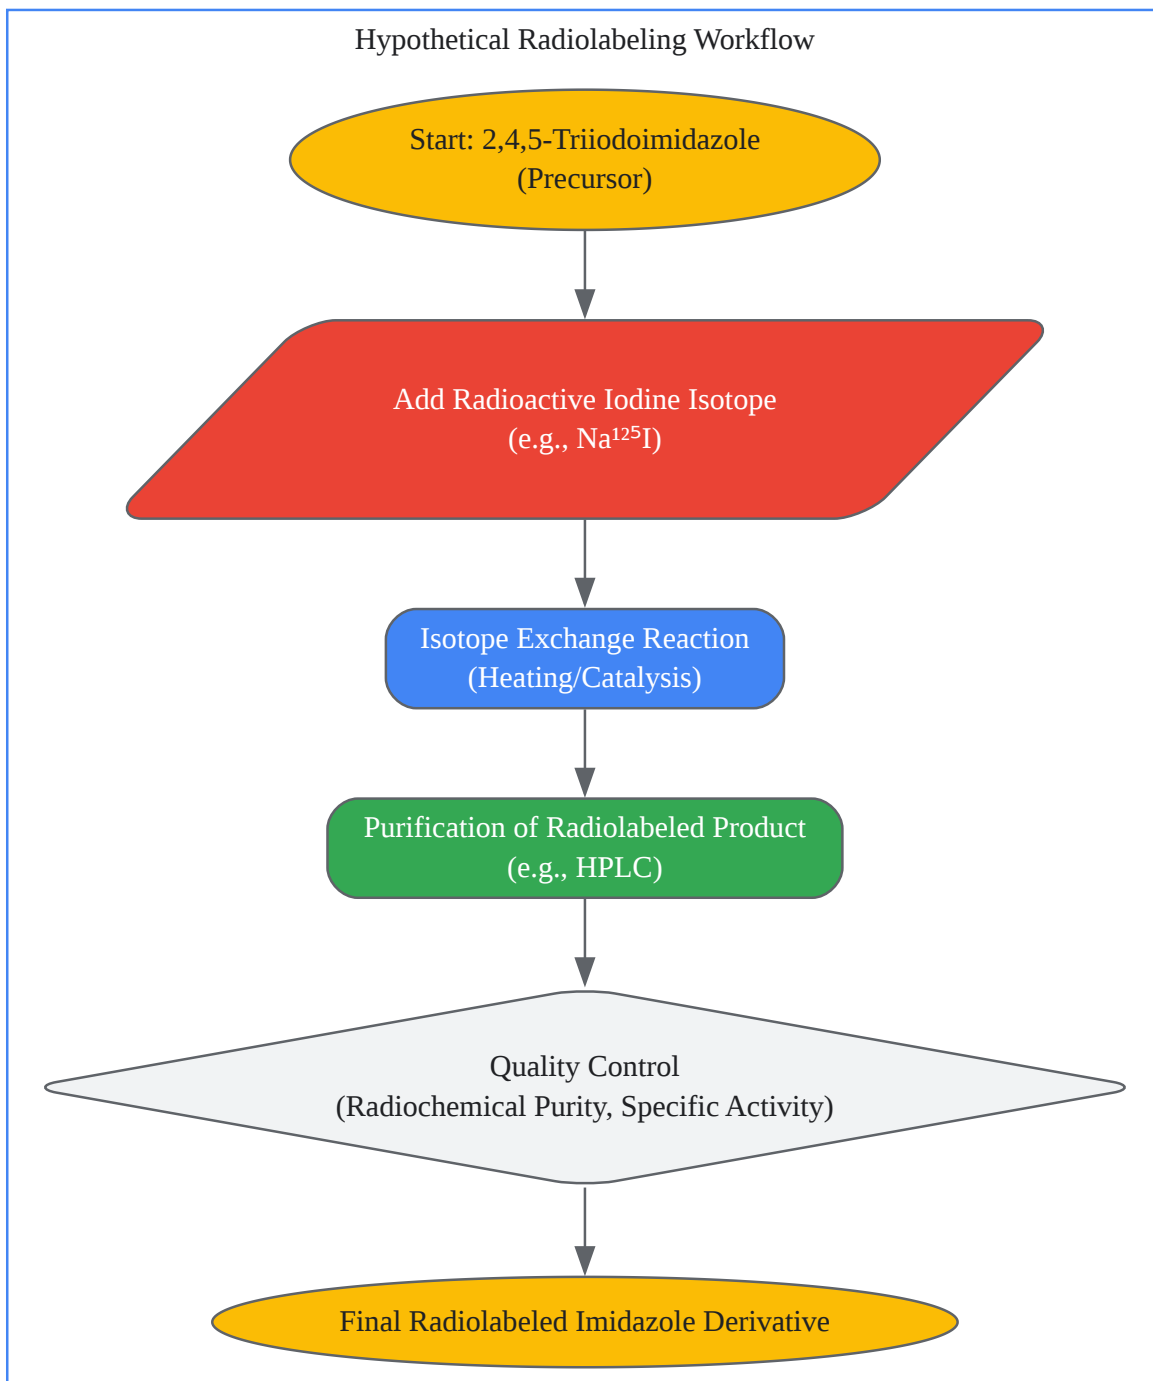 Hypothetical Radiolabeling Workflow
Start: 2,4,5-Triiodoimidazole
(Precursor)
Add Radioactive Iodine Isotope
(e.g., Na¹²⁵I)
Isotope Exchange Reaction
(Heating/Catalysis)
Purification of Radiolabeled Product
(e.g., HPLC)
Quality Control
(Radiochemical Purity, Specific Activity)
Final Radiolabeled Imidazole Derivative